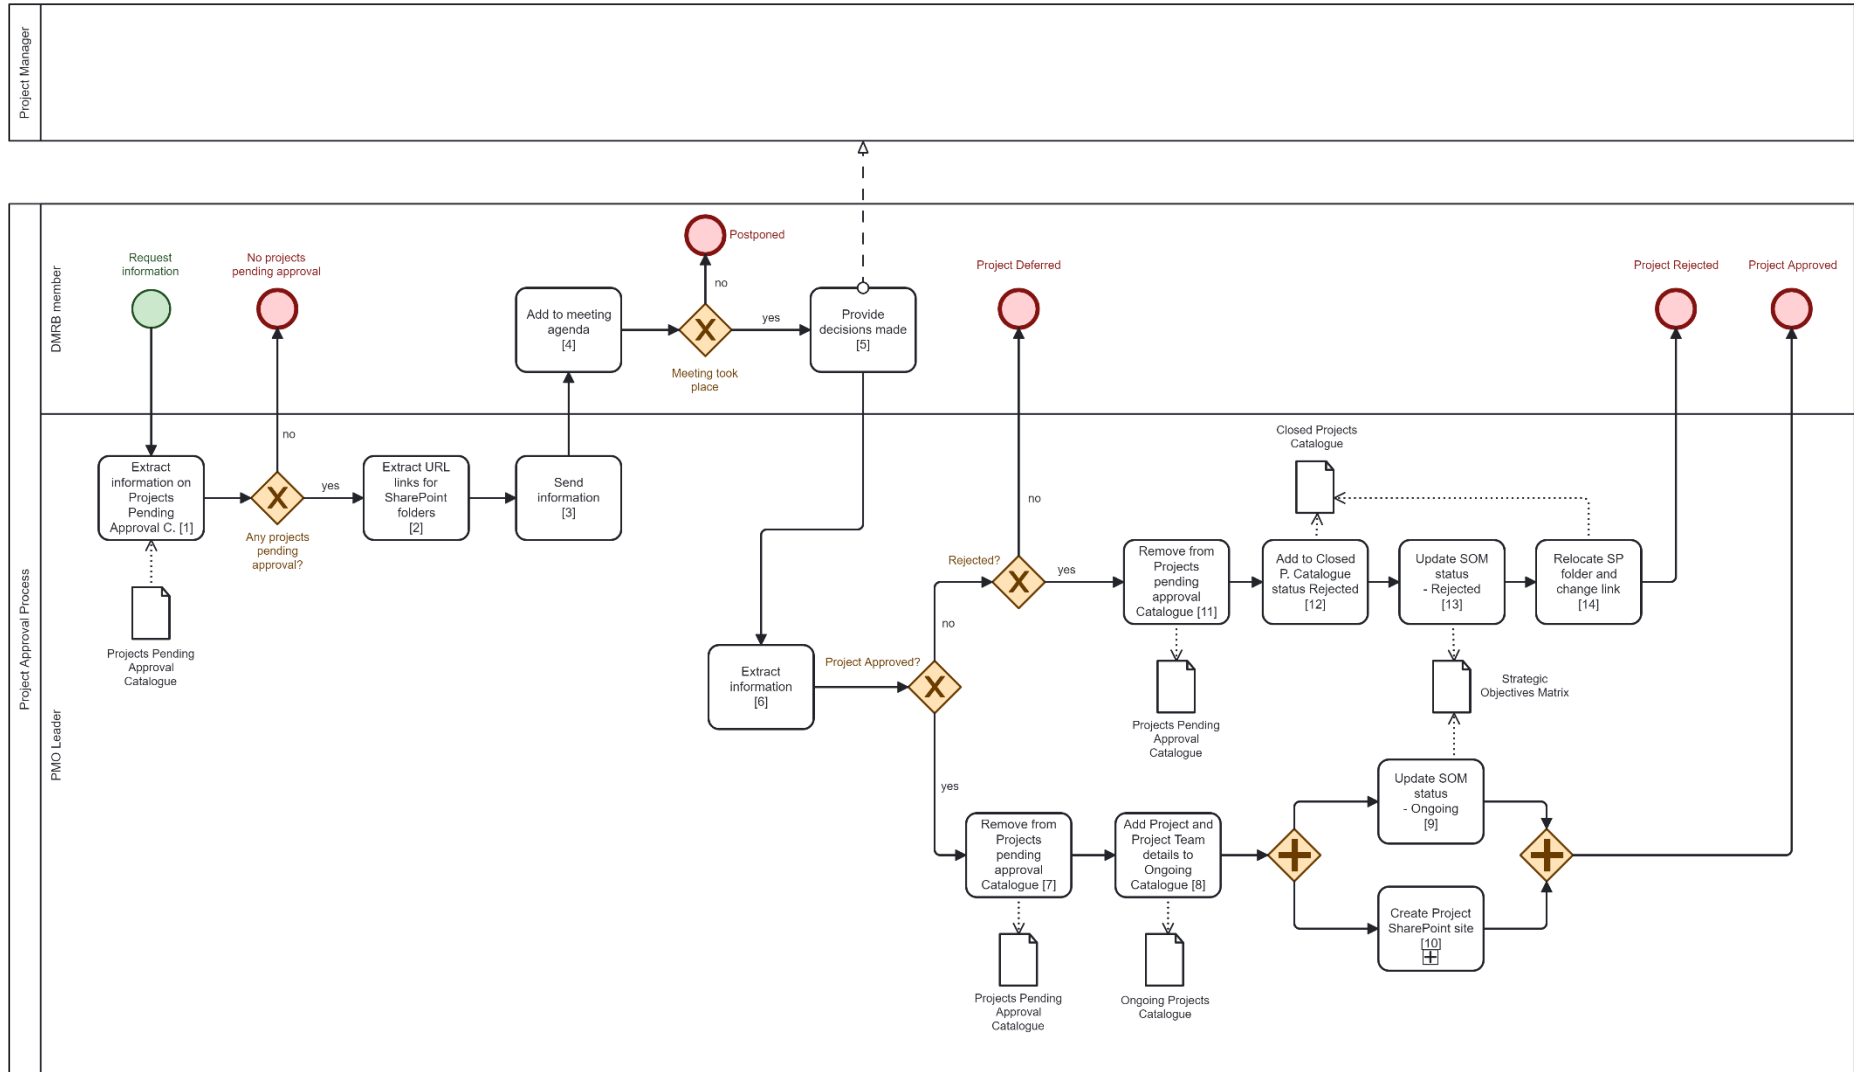 Project Manager
Project Approval Process
DMRB member
PMO Leader
Request
information
No projects
pending approval
Postponed
no
Add to meeting
agenda
[4]
yes
Meeting took
place
Provide
decisions made
[5]
Project Deferred
Project Rejected
Project Approved
Extract
information on
Projects
Pending
Approval C. [1]
no
yes
Any projects
pending
approval?
Extract URL
links for
SharePoint
folders
[2]
Send
information
[3]
Projects Pending
Approval
Catalogue
Extract
information
[6]
Project Approved?
no
yes
Rejected?
no
yes
Remove from
Projects
pending
approval
Catalogue [11]
Projects Pending
Approval
Catalogue
Closed Projects
Catalogue
Add to Closed
P. Catalogue
status Rejected
[12]
Update SOM
status
- Rejected
[13]
Relocate SP
folder and
change link
[14]
Strategic
Objectives Matrix
Remove from
Projects
pending
approval
Catalogue [7]
Projects Pending
Approval
Catalogue
Add Project and
Project Team
details to
Ongoing
Catalogue [8]
Ongoing Projects
Catalogue
Update SOM
status
- Ongoing
[9]
Create Project
SharePoint site
[10]